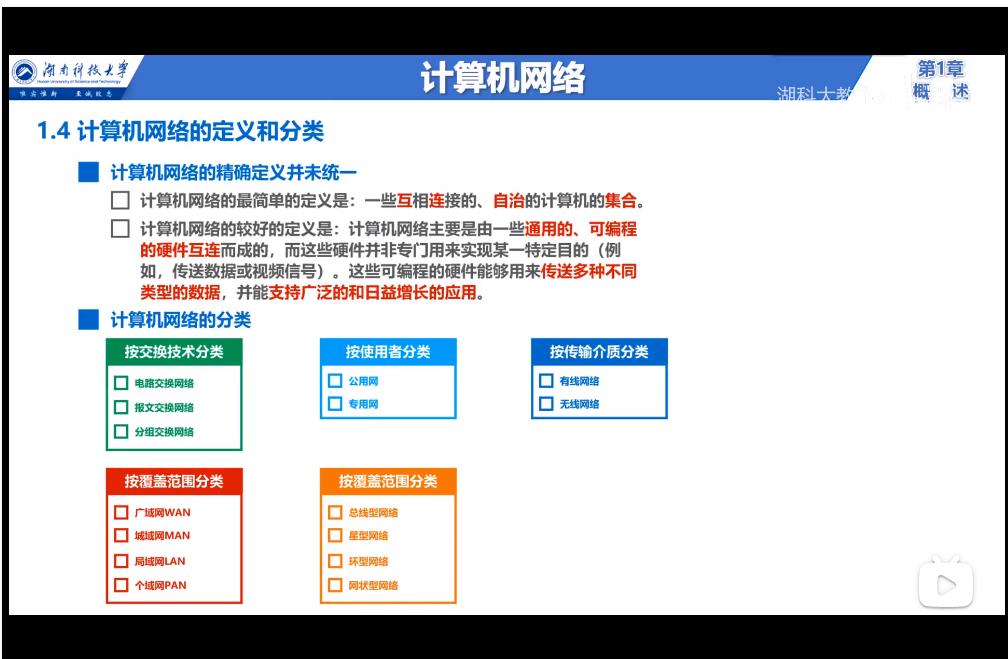 湖南科技大学
Hunan University of Science and Technology
唯实惟新 至诚致志
计算机网络
第1章
概 述
湖科大教
1.4 计算机网络的定义和分类
计算机网络的精确定义并未统一
计算机网络的最简单的定义是：一些互相连接的、自治的计算机的集合。
计算机网络的较好的定义是：计算机网络主要是由一些通用的、可编程
的硬件互连而成的，而这些硬件并非专门用来实现某一特定目的（例
如，传送数据或视频信号）。这些可编程的硬件能够用来传送多种不同
类型的数据，并能支持广泛的和日益增长的应用。
计算机网络的分类
按交换技术分类
电路交换网络
报文交换网络
分组交换网络
按使用者分类
公用网
专用网
按传输介质分类
有线网络
无线网络
按覆盖范围分类
广域网WAN
城域网MAN
局域网LAN
个域网PAN
按覆盖范围分类
总线型网络
星型网络
环型网络
网状型网络